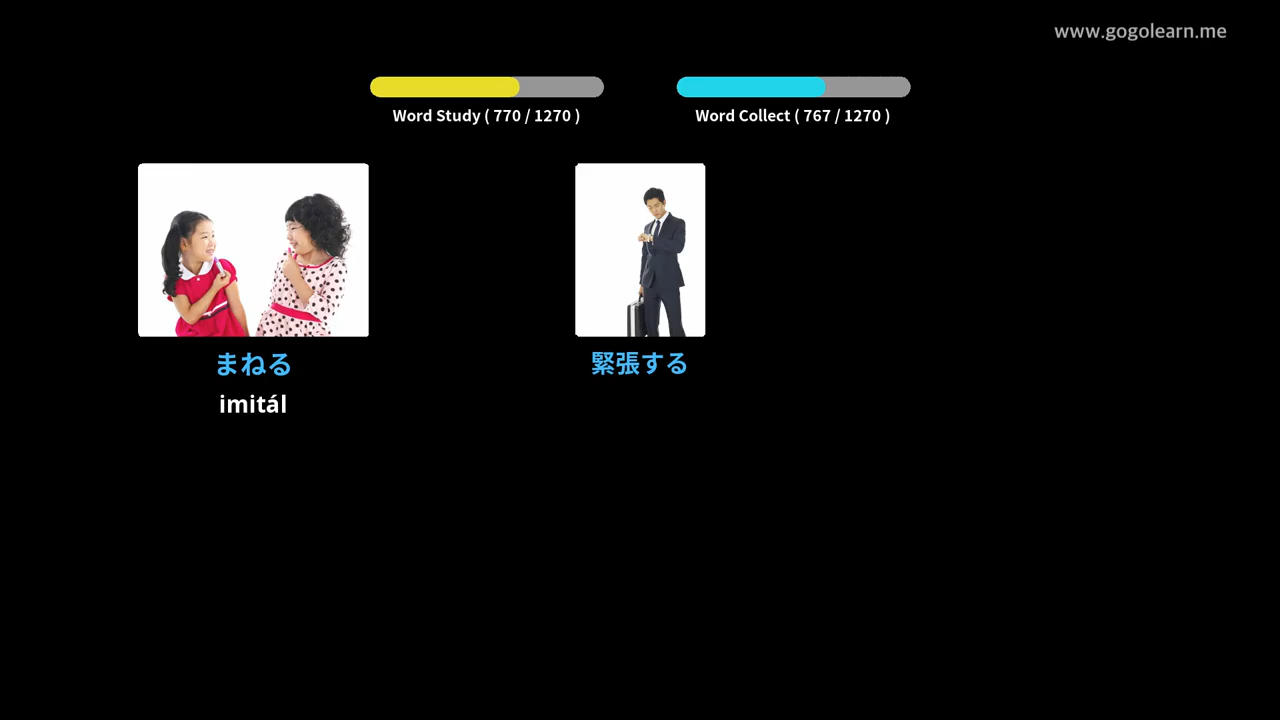 www.gogolearn.me
Word Study ( 770 / 1270 )
Word Collect ( 767 / 1270 )
まねる
imitál
緊張する